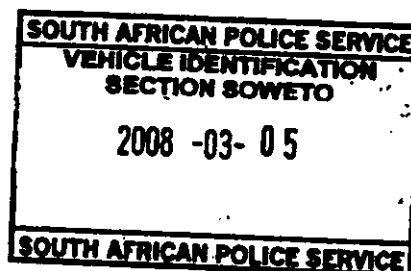 SOUTH AFRICAN POLICE SERVICE
VEHICLE IDENTIFICATION
SECTION SOWETO
2008 -03- 05
SOUTH AFRICAN POLICE SERVICE